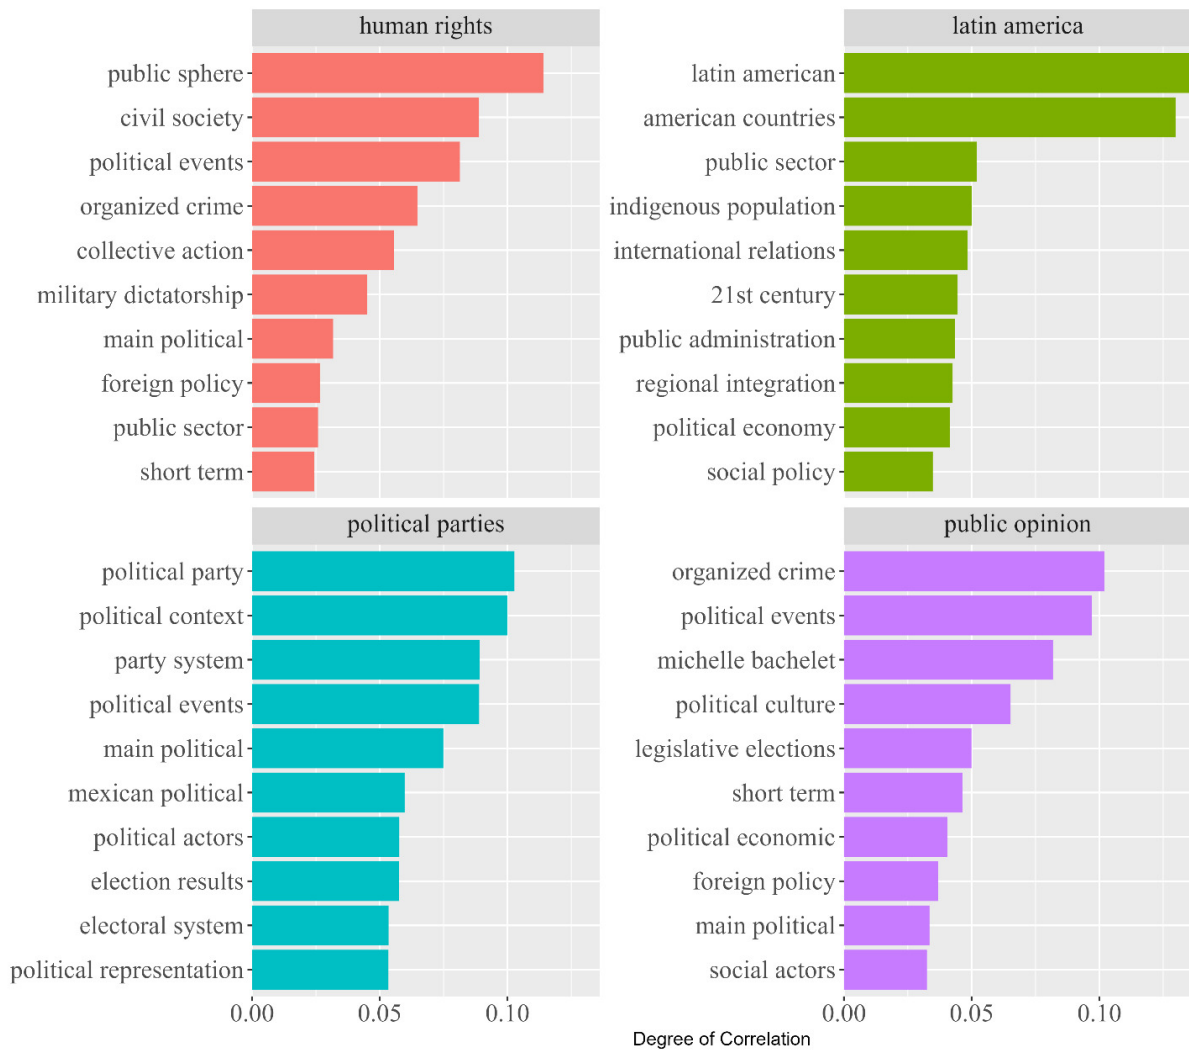 human rights
public sphere
civil society
political events
organized crime
collective action
military dictatorship
main political
foreign policy
public sector
short term
latin america
latin american
american countries
public sector
indigenous population
international relations
21st century
public administration
regional integration
political economy
social policy
political parties
political party
political context
party system
political events
main political
mexican political
political actors
election results
electoral system
political representation
0.00 0.05 0.10
public opinion
organized crime
political events
michelle bachelet
political culture
legislative elections
short term
political economic
foreign policy
main political
social actors
0.00 0.05 0.10
Degree of Correlation